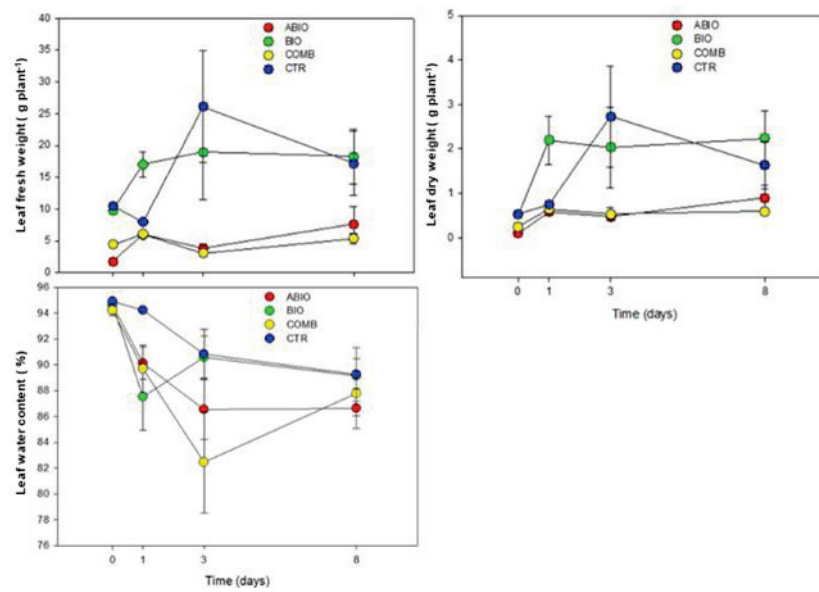 Leaf fresh weight ( g plant⁻¹)
40
35
30
25
20
15
10
5
0
ABIO
BIO
COMB
CTR
Leaf dry weight ( g plant⁻¹)
5
4
3
2
1
0
ABIO
BIO
COMB
CTR
0 1 3 8
Time (days)
Leaf water content ( %)
96
94
92
90
88
86
84
82
80
78
76
ABIO
BIO
COMB
CTR
0 1 3 8
Time (days)